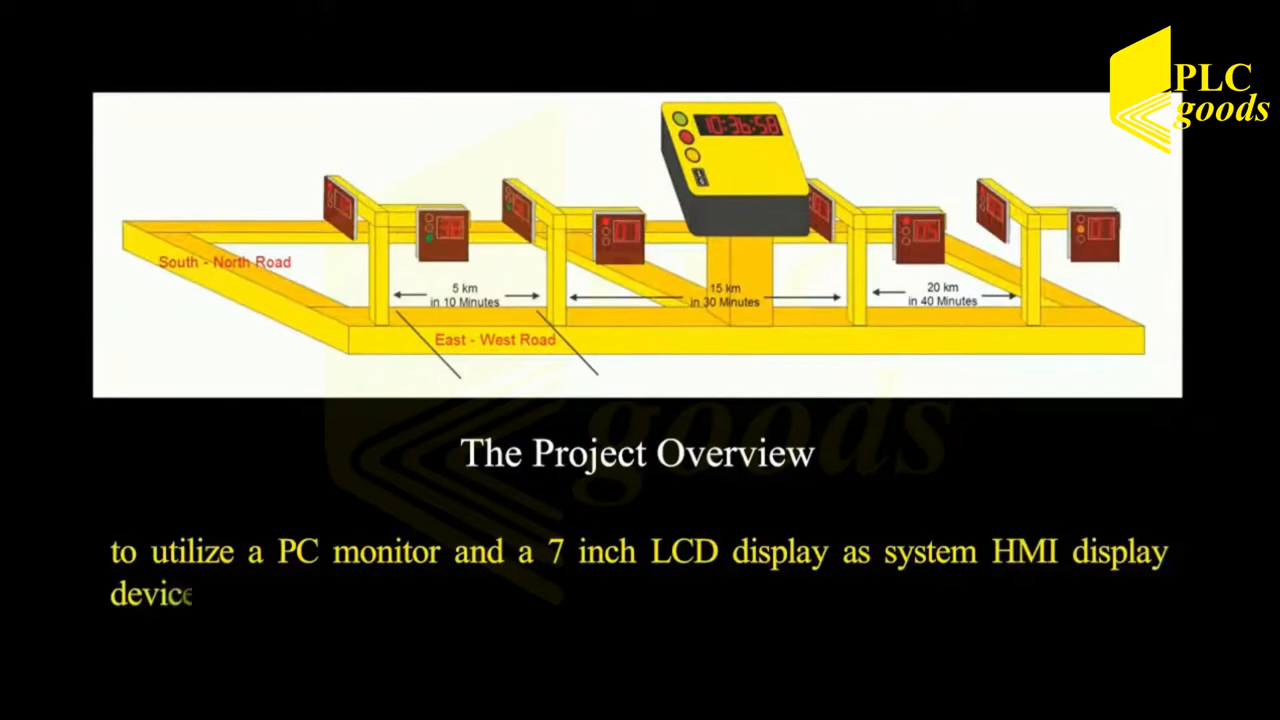 PLC
goods
10:36:58
South - North Road
5 km
in 10 Minutes
15 km
in 30 Minutes
20 km
in 40 Minutes
East - West Road
goods
The Project Overview
to utilize a PC monitor and a 7 inch LCD display as system HMI display
device